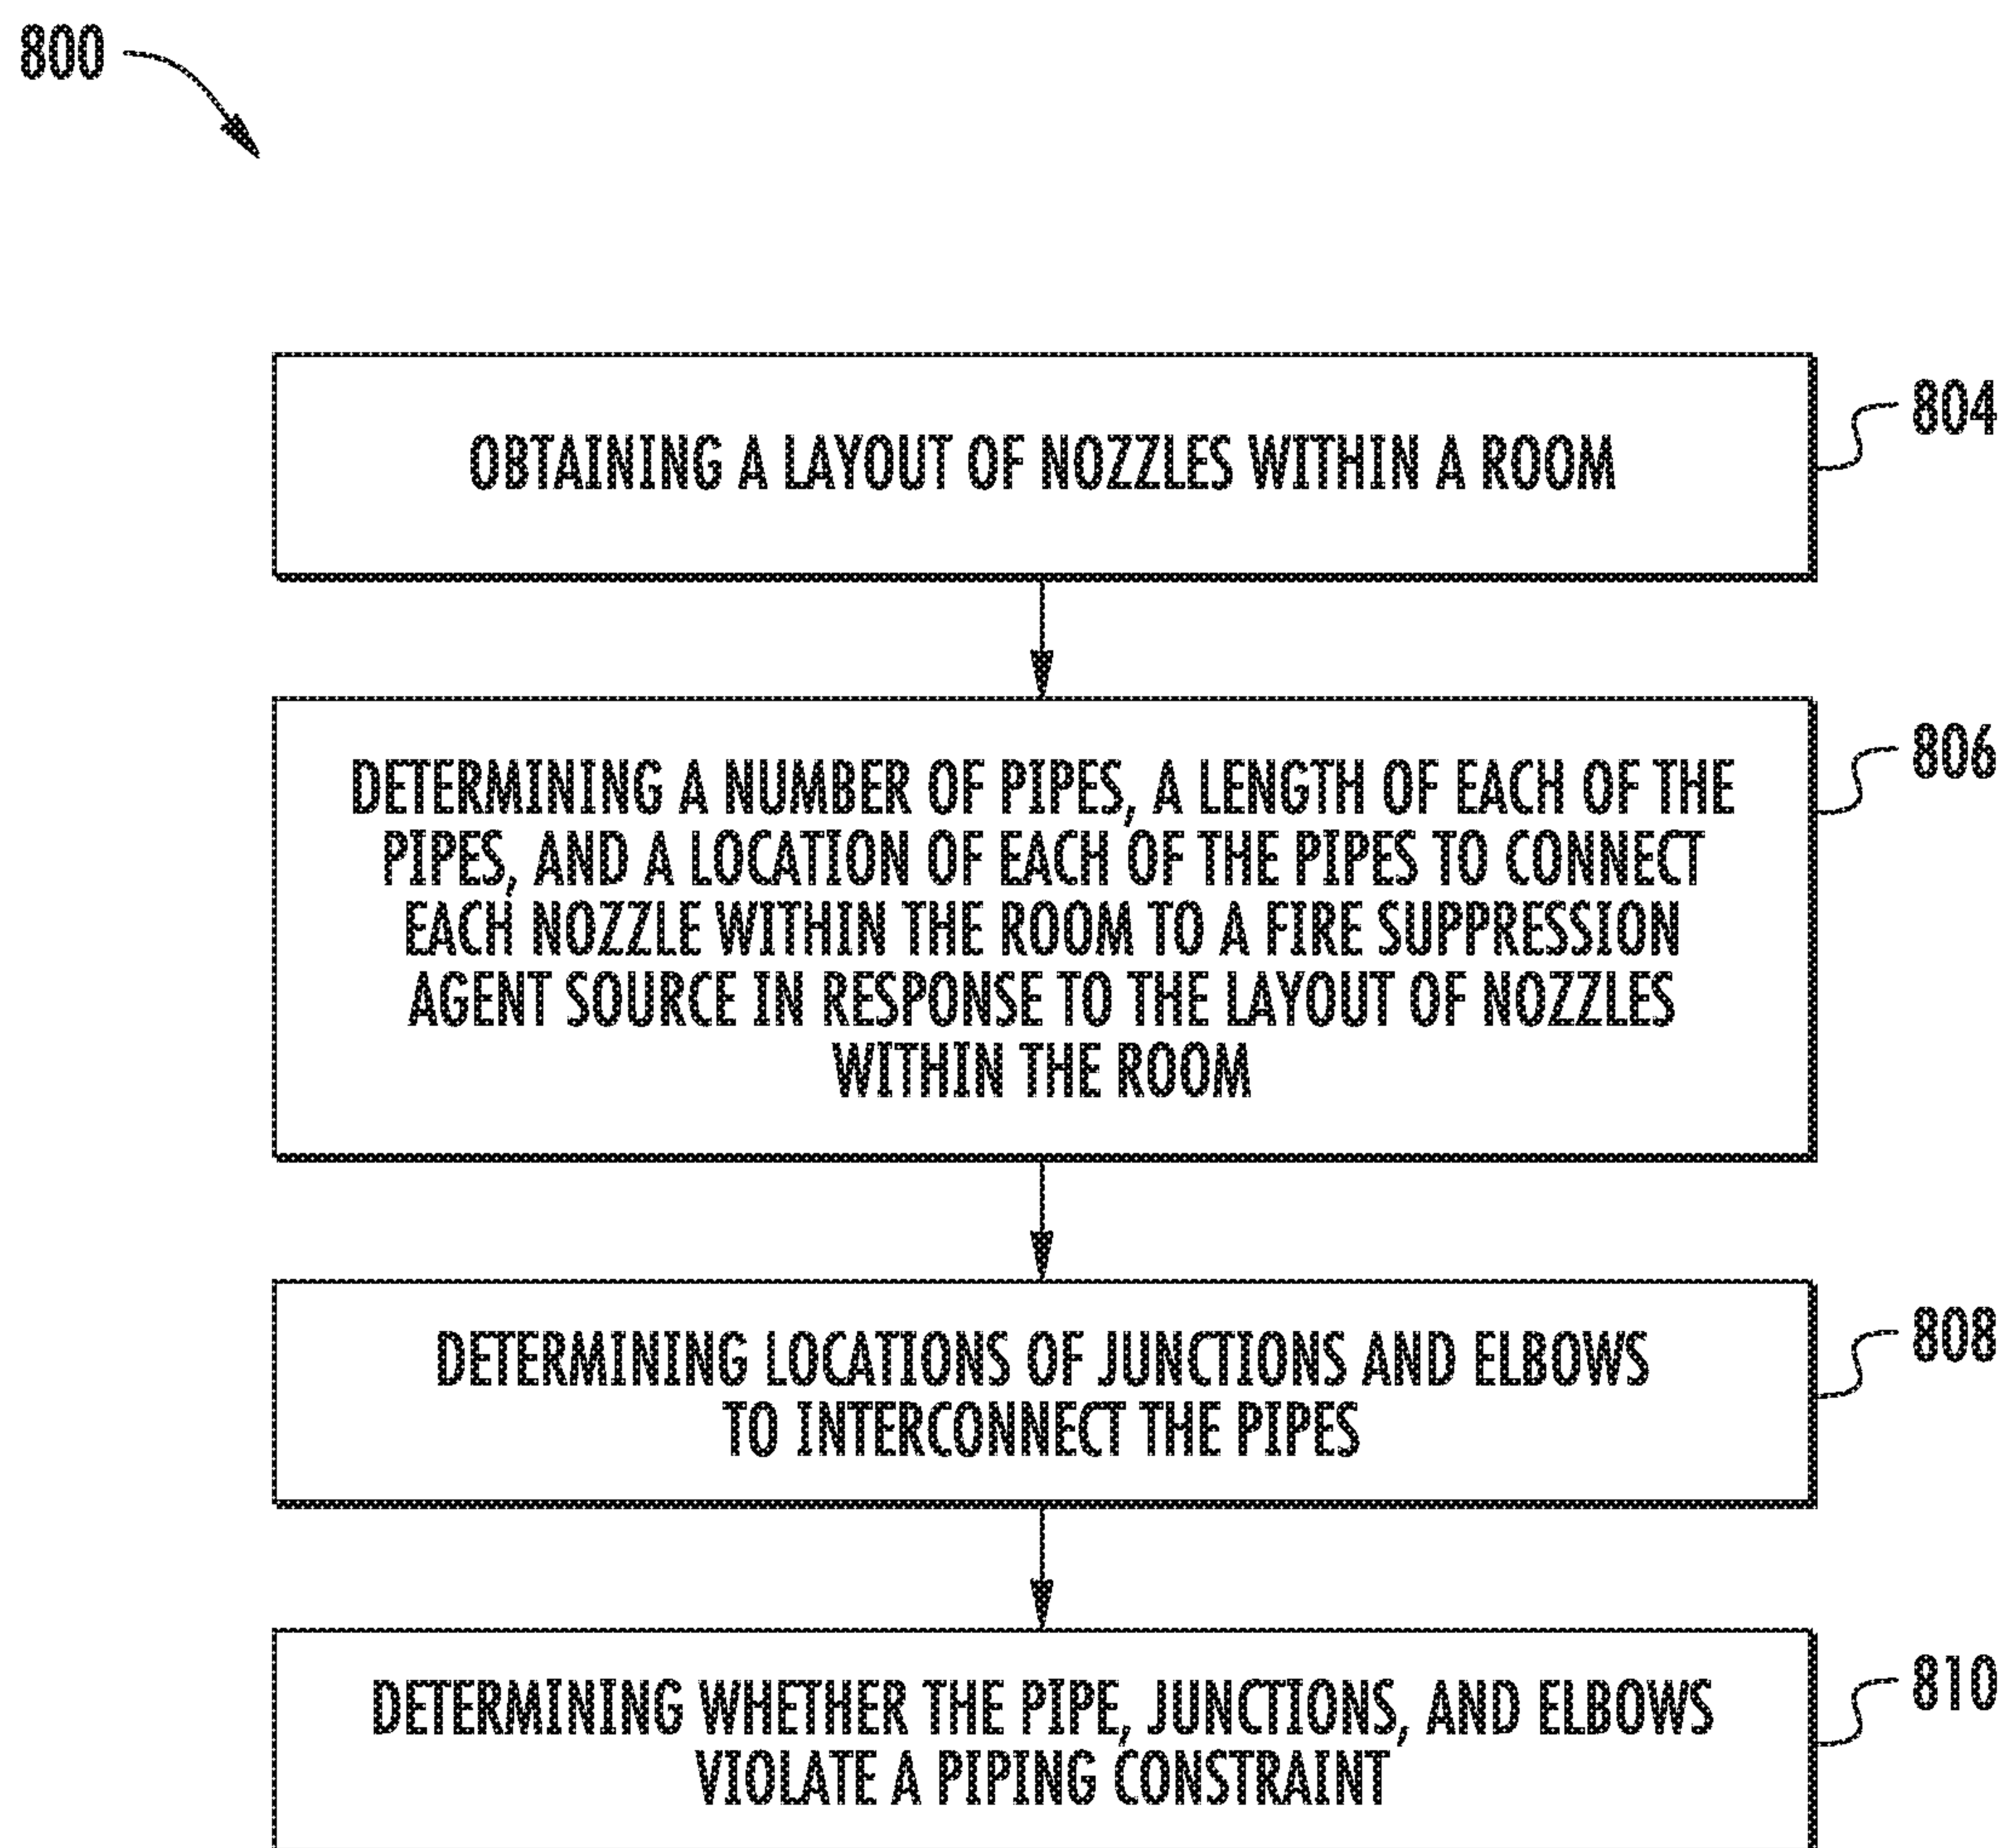 800
OBTAINING A LAYOUT OF NOZZLES WITHIN A ROOM
804
DETERMINING A NUMBER OF PIPES, A LENGTH OF EACH OF THE
PIPES, AND A LOCATION OF EACH OF THE PIPES TO CONNECT
EACH NOZZLE WITHIN THE ROOM TO A FIRE SUPPRESSION
AGENT SOURCE IN RESPONSE TO THE LAYOUT OF NOZZLES
WITHIN THE ROOM
806
DETERMINING LOCATIONS OF JUNCTIONS AND ELBOWS
TO INTERCONNECT THE PIPES
808
DETERMINING WHETHER THE PIPE, JUNCTIONS, AND ELBOWS
VIOLATE A PIPING CONSTRAINT
810